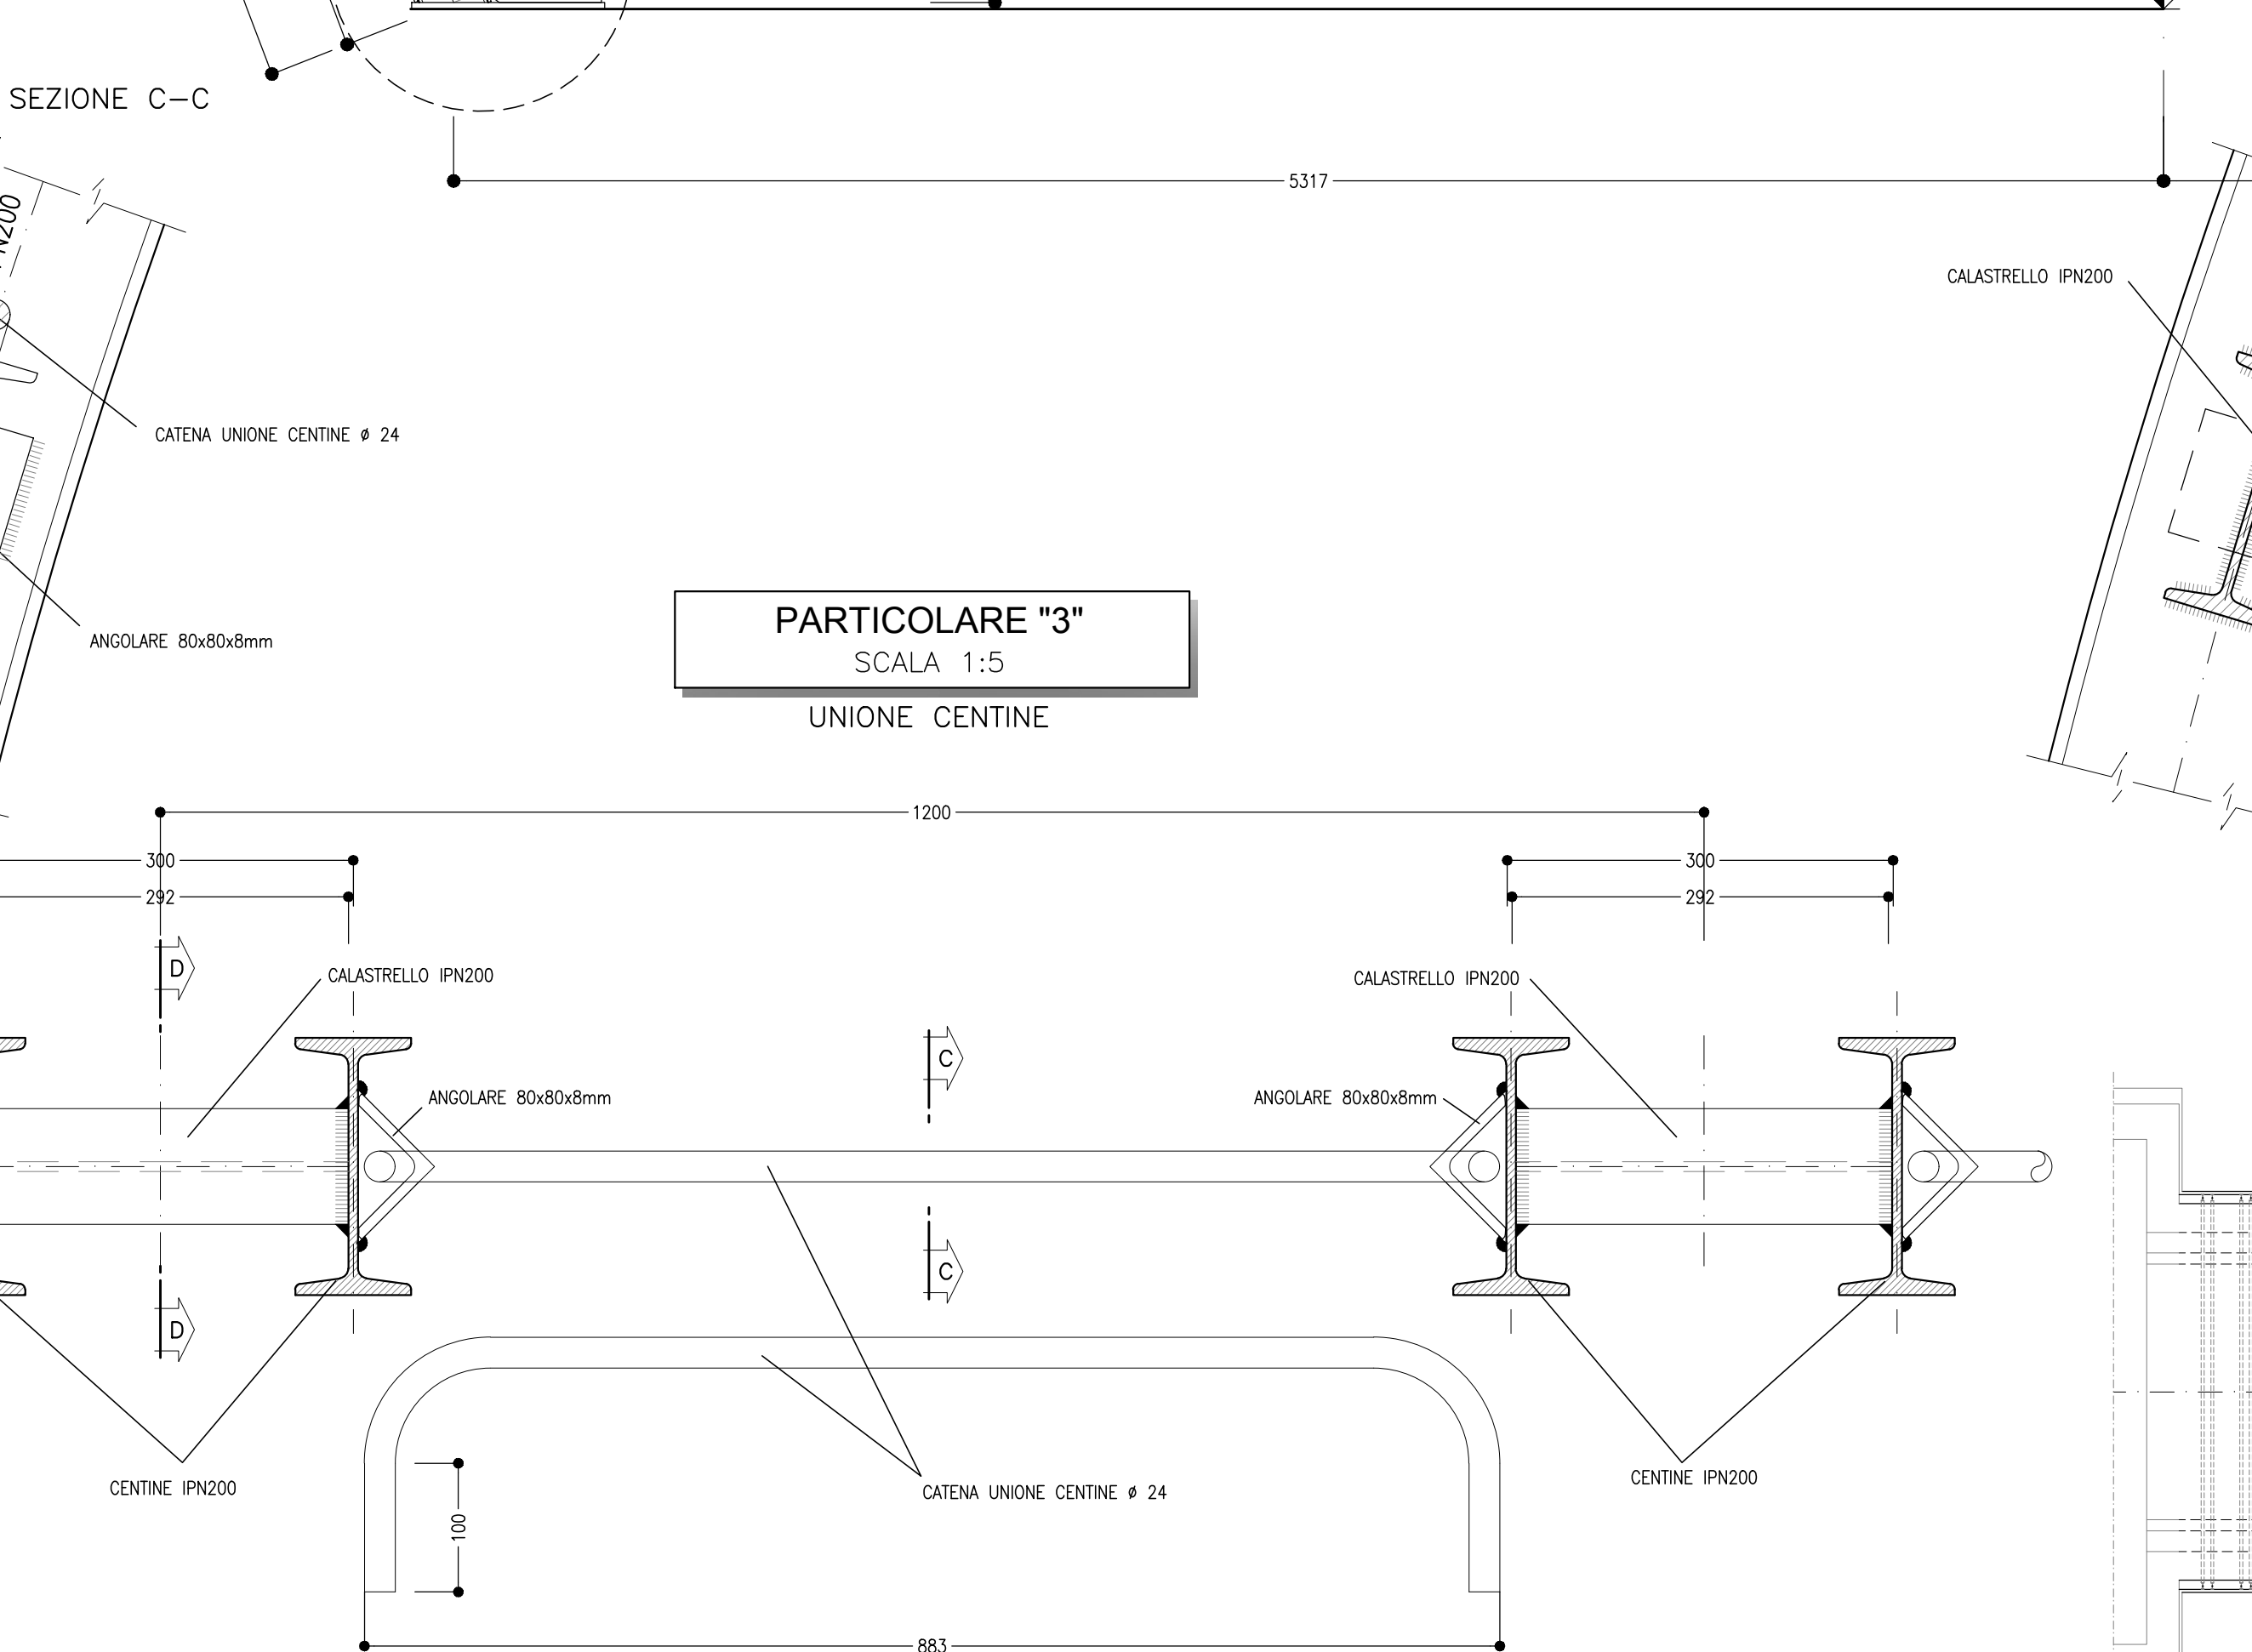 SEZIONE C-C
5317
CALASTRELLO IPN200
CATENA UNIONE CENTINE ø 24
ANGOLARE 80x80x8mm
PARTICOLARE "3"
SCALA 1:5
UNIONE CENTINE
1200
300
300
292
292
D
CALASTRELLO IPN200
CALASTRELLO IPN200
C
ANGOLARE 80x80x8mm
ANGOLARE 80x80x8mm
C
D
CENTINE IPN200
CATENA UNIONE CENTINE ø 24
CENTINE IPN200
100
883